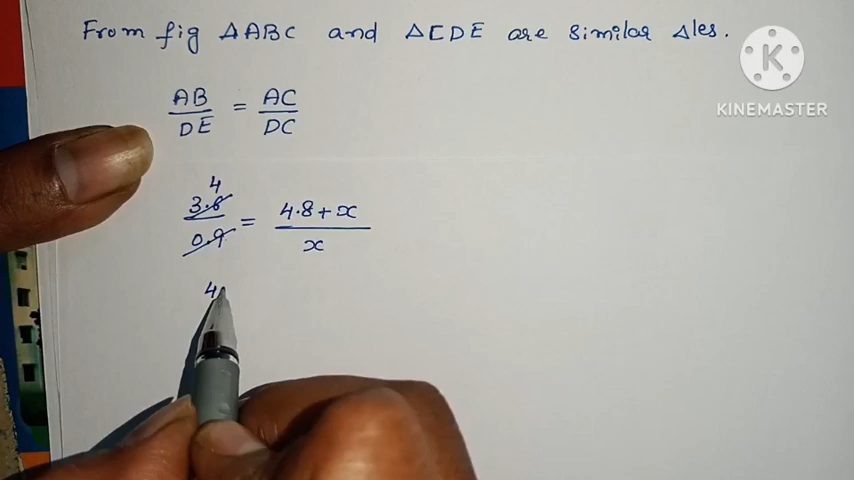 From fig ΔABC and ΔCDE are similar Δles.
KINEMASTER
AB/DE = AC/DC
4
3.6/0.9 = 4.8+x/x
4